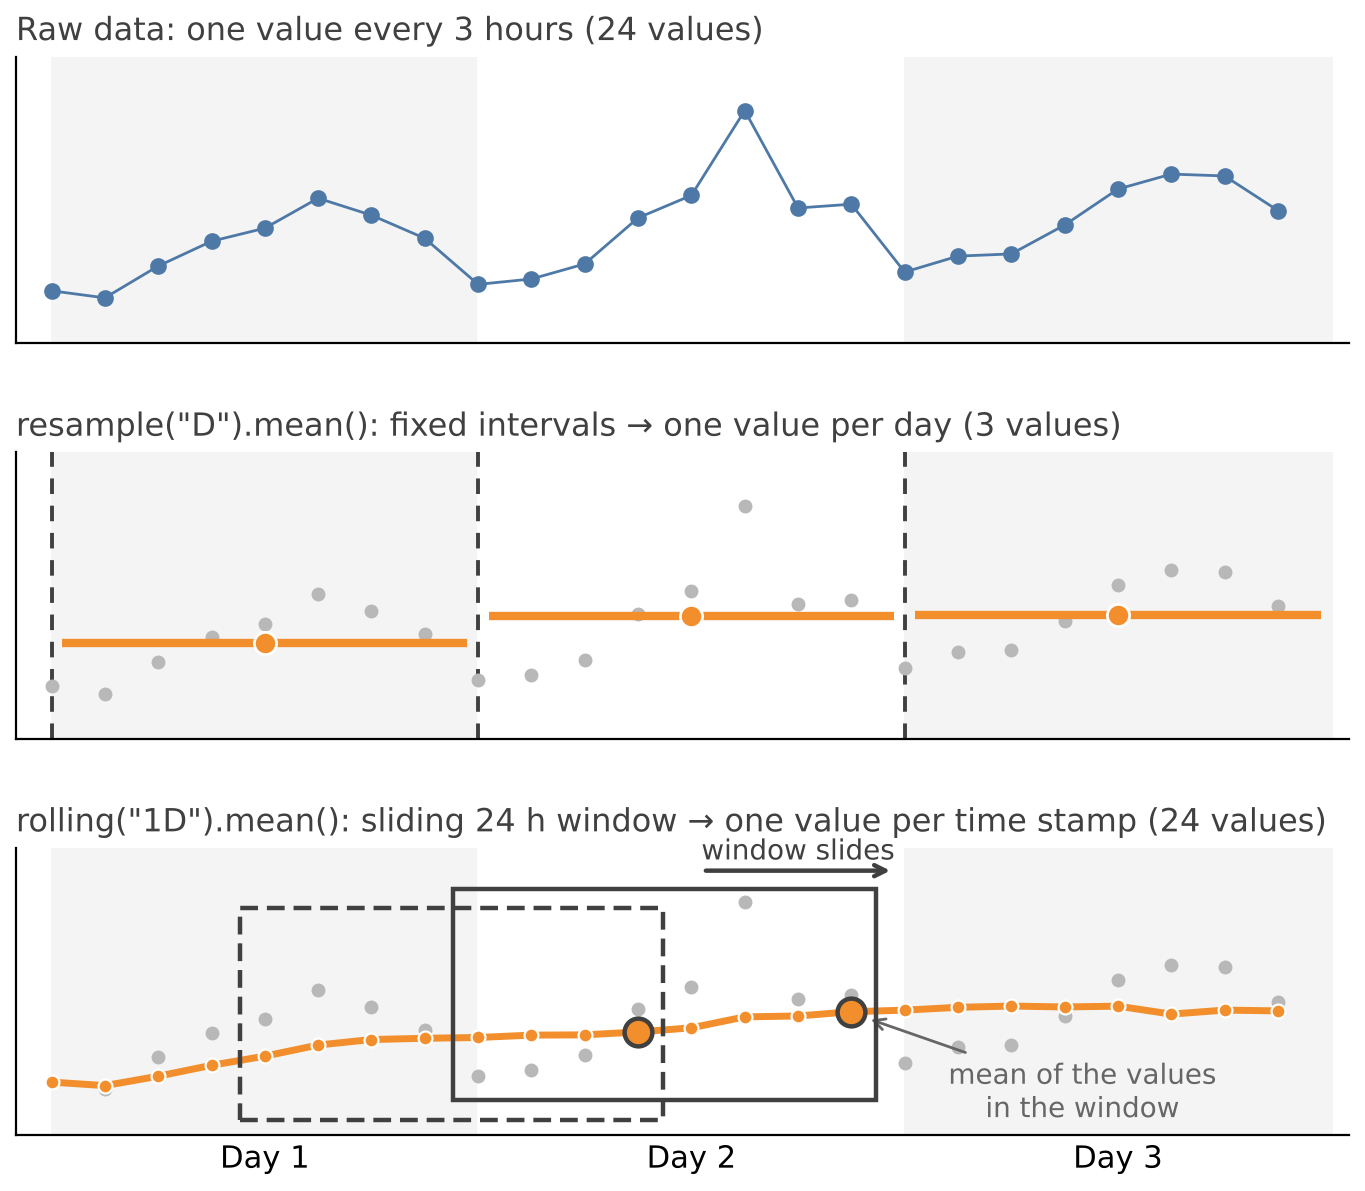 Raw data: one value every 3 hours (24 values)
resample("D").mean(): fixed intervals → one value per day (3 values)
rolling("1D").mean(): sliding 24 h window → one value per time stamp (24 values)
window slides
mean of the values
in the window
Day 1
Day 2
Day 3